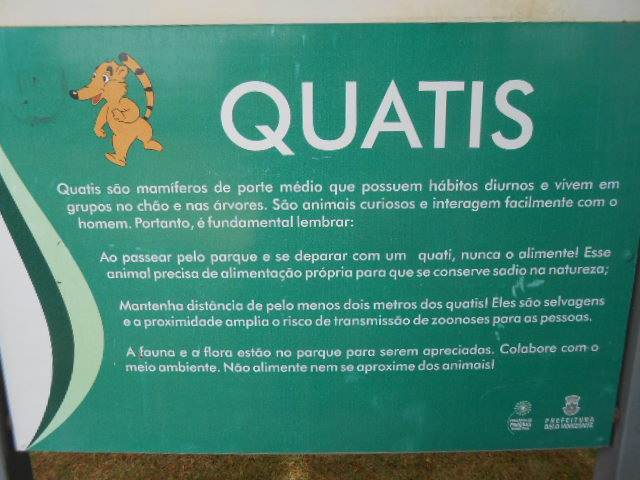 QUATIS
Quatis são mamíferos de porte médio que possuem hábitos diurnos e vivem em
grupos no chão e nas árvores. São animais curiosos e interagem facilmente com o
homem. Portanto, é fundamental lembrar:
Ao passear pelo parque e se deparar com um quati, nunca o alimente! Esse
animal precisa de alimentação própria para que se conserve sadio na natureza;
Mantenha distância de pelo menos dois metros dos quatis! Eles são selvagens
e a proximidade amplia o risco de transmissão de zoonoses para as pessoas.
A fauna e a flora estão no parque para serem apreciadas. Colabore com o
meio ambiente. Não alimente nem se aproxime dos animais!
PREFEITURA
BELO HORIZONTE